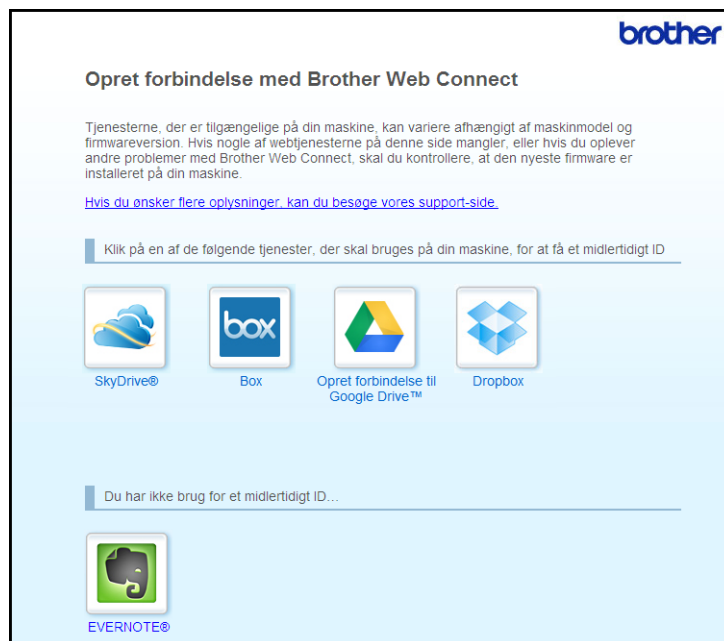 brother
Opret forbindelse med Brother Web Connect
Tjenesterne, der er tilgængelige på din maskine, kan variere afhængigt af maskinmodel og
firmwareversion. Hvis nogle af webtjenesterne på denne side mangler, eller hvis du oplever
andre problemer med Brother Web Connect, skal du kontrollere, at den nyeste firmware er
installeret på din maskine.
Hvis du ønsker flere oplysninger, kan du besøge vores support-side.
Klik på en af de følgende tjenester, der skal bruges på din maskine, for at få et midlertidigt ID
box
SkyDrive®
Box
Opret forbindelse til
Google Drive™
Dropbox
Du har ikke brug for et midlertidigt ID...
EVERNOTE®